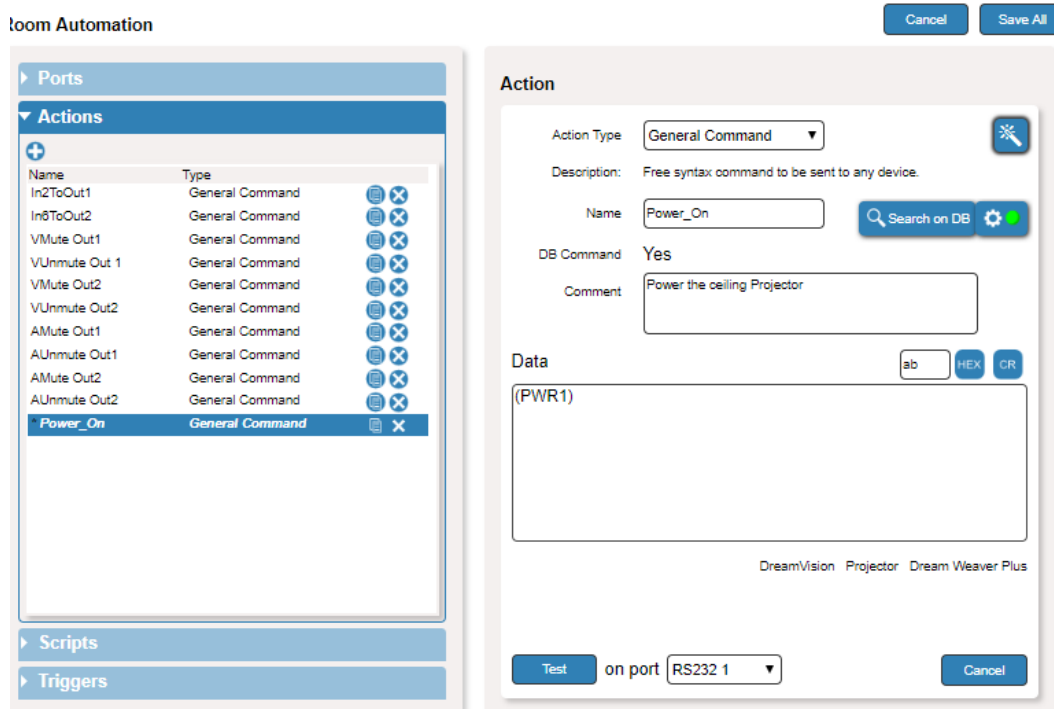 Room Automation
Cancel
Save All
Ports
Actions
Name Type
In2ToOut1 General Command
In6ToOut2 General Command
VMute Out1 General Command
VUnmute Out 1 General Command
VMute Out2 General Command
VUnmute Out2 General Command
AMute Out1 General Command
AUnmute Out1 General Command
AMute Out2 General Command
AUnmute Out2 General Command
* Power_On General Command
Scripts
Triggers
Action
Action Type General Command
Description: Free syntax command to be sent to any device.
Name Power_On
Search on DB
DB Command Yes
Comment Power the ceiling Projector
Data ab HEX CR
(PWR1)
DreamVision Projector Dream Weaver Plus
Test on port RS232 1 Cancel